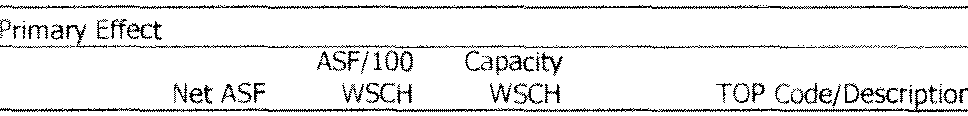 Primary Effect
ASF/100 Capacity
Net ASF WSCH WSCH TOP Code/Description